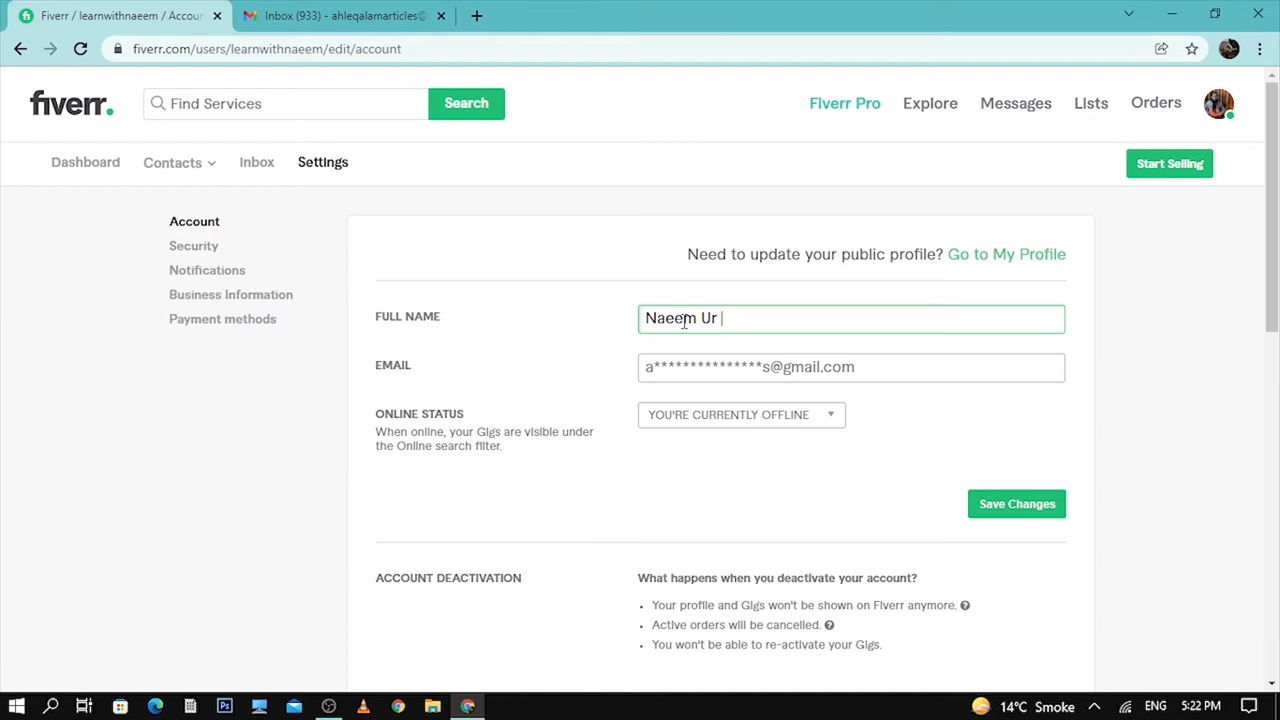 Fiverr / learnwithnaeem / Accour
Inbox (933) - ahleqalamarticles@
fiverr.com/users/learnwithnaeem/edit/account
fiverr.
Find Services
Search
Fiverr Pro
Explore
Messages
Lists
Orders
Dashboard
Contacts
Inbox
Settings
Start Selling
Account
Security
Notifications
Business Information
Payment methods
Need to update your public profile? Go to My Profile
FULL NAME
Naeem Ur
EMAIL
a***************s@gmail.com
ONLINE STATUS
When online, your Gigs are visible under
the Online search filter.
YOU'RE CURRENTLY OFFLINE
Save Changes
ACCOUNT DEACTIVATION
What happens when you deactivate your account?
Your profile and Gigs won't be shown on Fiverr anymore.
Active orders will be cancelled.
You won't be able to re-activate your Gigs.
14°C Smoke
ENG
5:22 PM